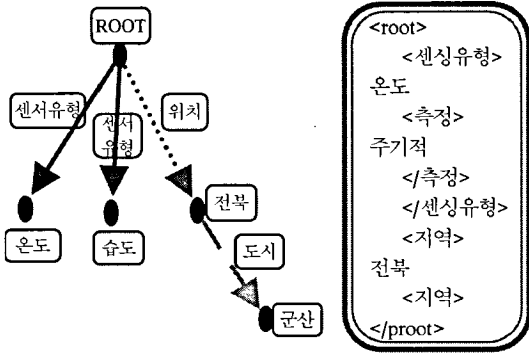 ROOT
센서유형
센서
유형
위치
전북
온도
습도
도시
군산
<root>
<센싱유형>
온도
<측정>
주기적
</측정>
</센싱유형>
<지역>
전북
<지역>
</proot>